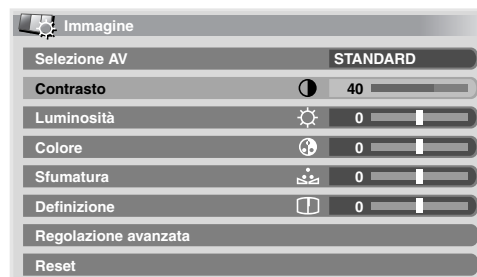 Immagine
Selezione AV STANDARD
Contrasto 40
Luminosità 0
Colore 0
Sfumatura 0
Definizione 0
Regolazione avanzata
Reset